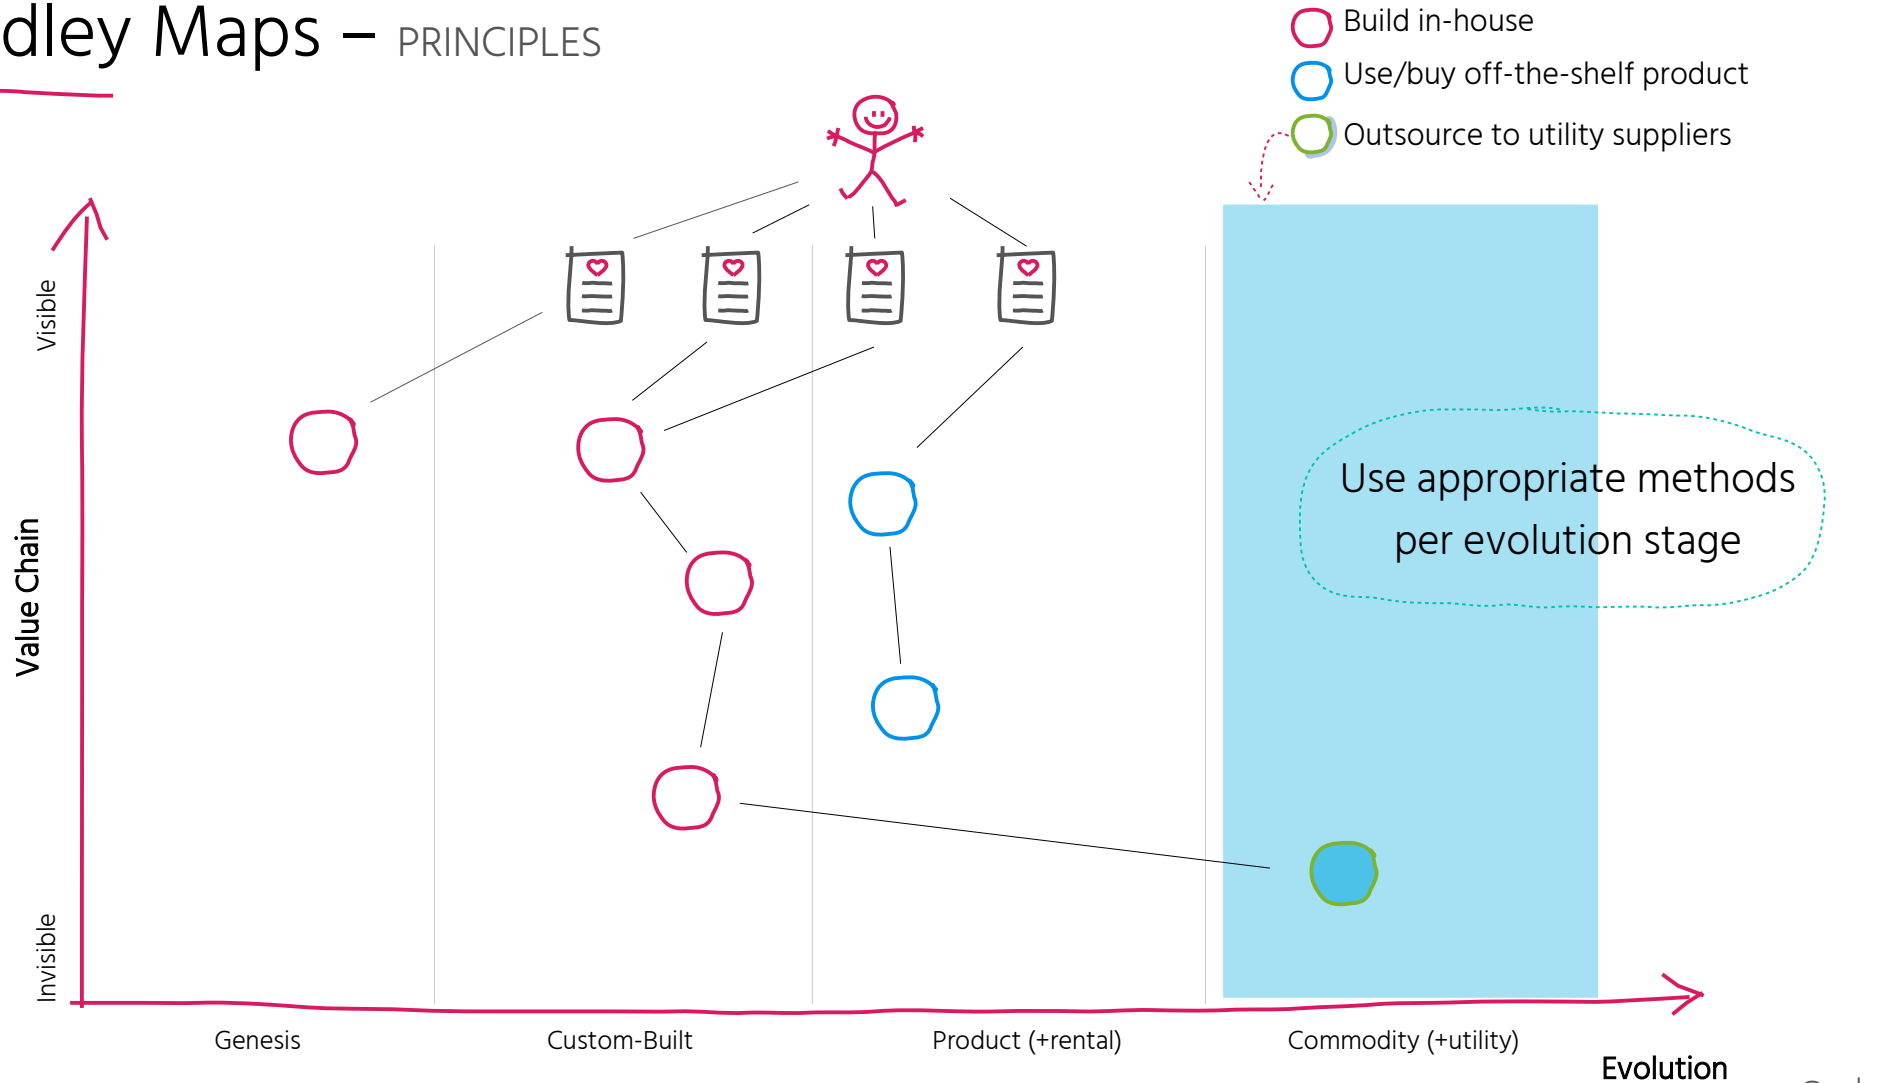 dley Maps – PRINCIPLES
Build in-house
Use/buy off-the-shelf product
Outsource to utility suppliers
Visible
Value Chain
Invisible
Use appropriate methods
per evolution stage
Genesis
Custom-Built
Product (+rental)
Commodity (+utility)
Evolution